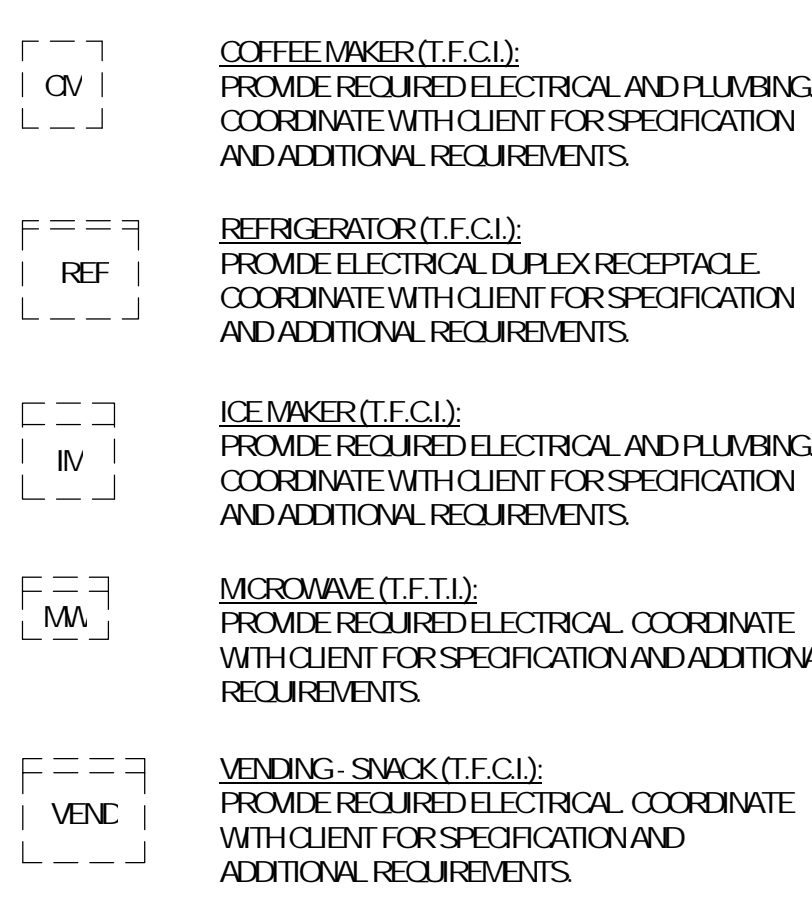 CM
COFFEE MAKER (T.F.C.I.):
PROVIDE REQUIRED ELECTRICAL AND PLUMBING.
COORDINATE WITH CLIENT FOR SPECIFICATION
AND ADDITIONAL REQUIREMENTS.
REF
REFRIGERATOR (T.F.C.I.):
PROVIDE ELECTRICAL DUPLEX RECEPTACLE.
COORDINATE WITH CLIENT FOR SPECIFICATION
AND ADDITIONAL REQUIREMENTS.
IM
ICE MAKER (T.F.C.I.):
PROVIDE REQUIRED ELECTRICAL AND PLUMBING.
COORDINATE WITH CLIENT FOR SPECIFICATION
AND ADDITIONAL REQUIREMENTS.
MW
MICROWAVE (T.F.T.I.):
PROVIDE REQUIRED ELECTRICAL. COORDINATE
WITH CLIENT FOR SPECIFICATION AND ADDITIONA
REQUIREMENTS.
VEND
VENDING - SNACK (T.F.C.I.):
PROVIDE REQUIRED ELECTRICAL. COORDINATE
WITH CLIENT FOR SPECIFICATION AND
ADDITIONAL REQUIREMENTS.